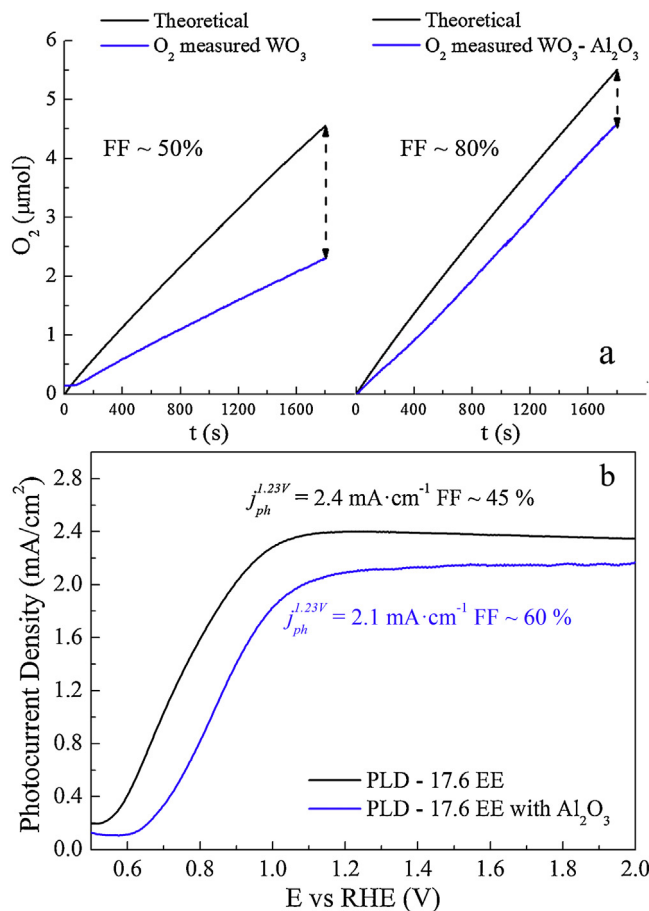 Theoretical
O₂ measured WO₃
Theoretical
O₂ measured WO₃- Al₂O₃
FF ~ 50%
FF ~ 80%
O₂ (μmol)
6
5
4
3
2
1
0
a
0 400 800 1200 1600
0 400 800 1200 1600
t (s)
t (s)
b
j_ph^1.23V = 2.4 mA·cm⁻¹ FF ~ 45 %
j_ph^1.23V = 2.1 mA·cm⁻¹ FF ~ 60 %
Photocurrent Density (mA/cm²)
2.8
2.4
2.0
1.6
1.2
0.8
0.4
0.0
PLD - 17.6 EE
PLD - 17.6 EE with Al₂O₃
0.6 0.8 1.0 1.2 1.4 1.6 1.8 2.0
E vs RHE (V)